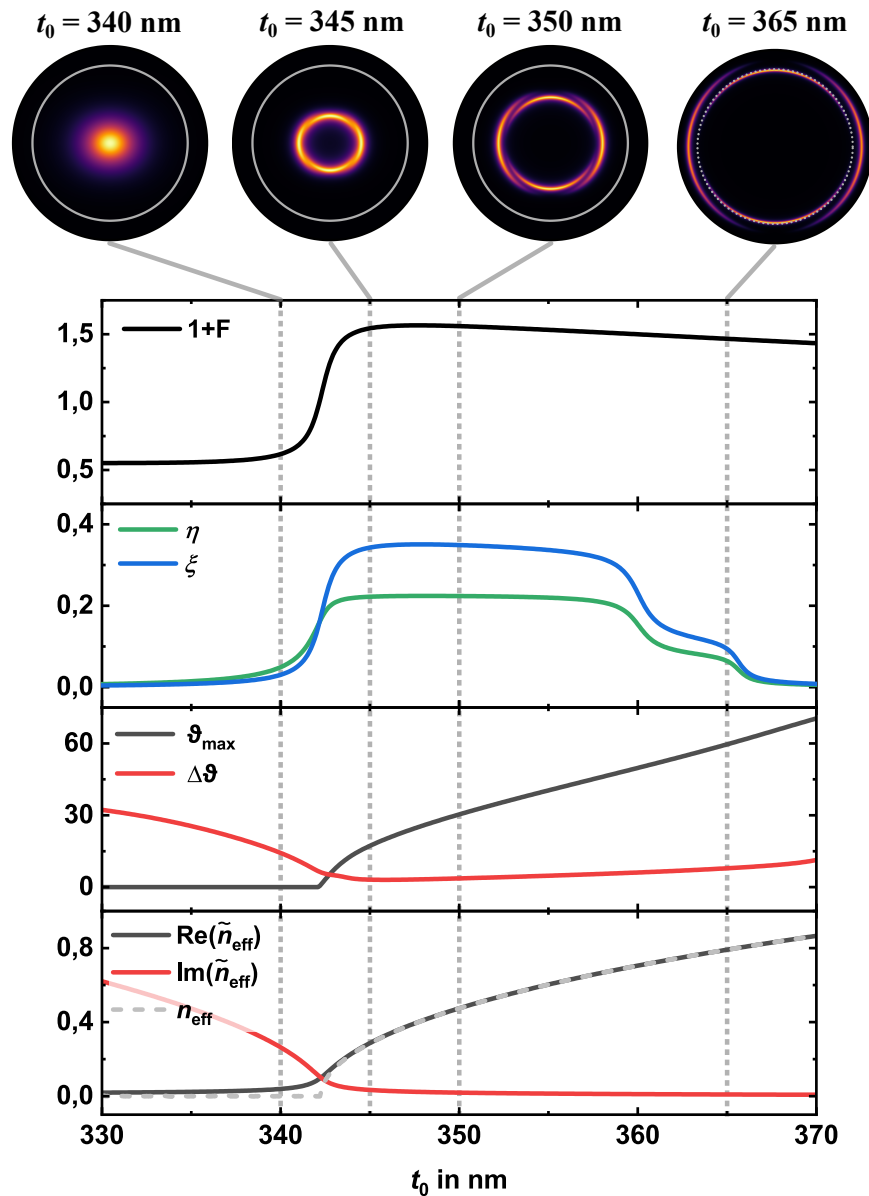 t₀ = 340 nm t₀ = 345 nm t₀ = 350 nm t₀ = 365 nm
1,5
1+F
1,0
0,5
0,4
η
ξ
0,2
0,0
60
ϑmax
Δϑ
30
0
0,8
Re(ñeff)
Im(ñeff)
neff
0,4
0,0
330 340 350 360 370
t₀ in nm